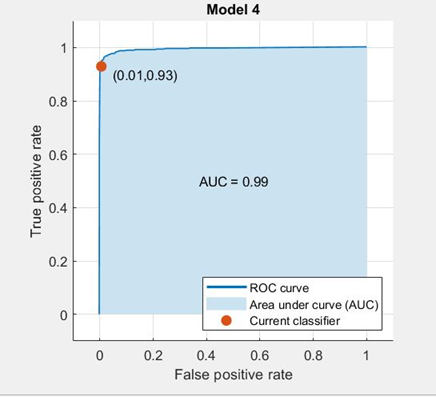 Model 4
1
(0.01,0.93)
0.8
0.6
AUC = 0.99
0.4
0.2
0
ROC curve
Area under curve (AUC)
Current classifier
0 0.2 0.4 0.6 0.8 1
False positive rate
True positive rate